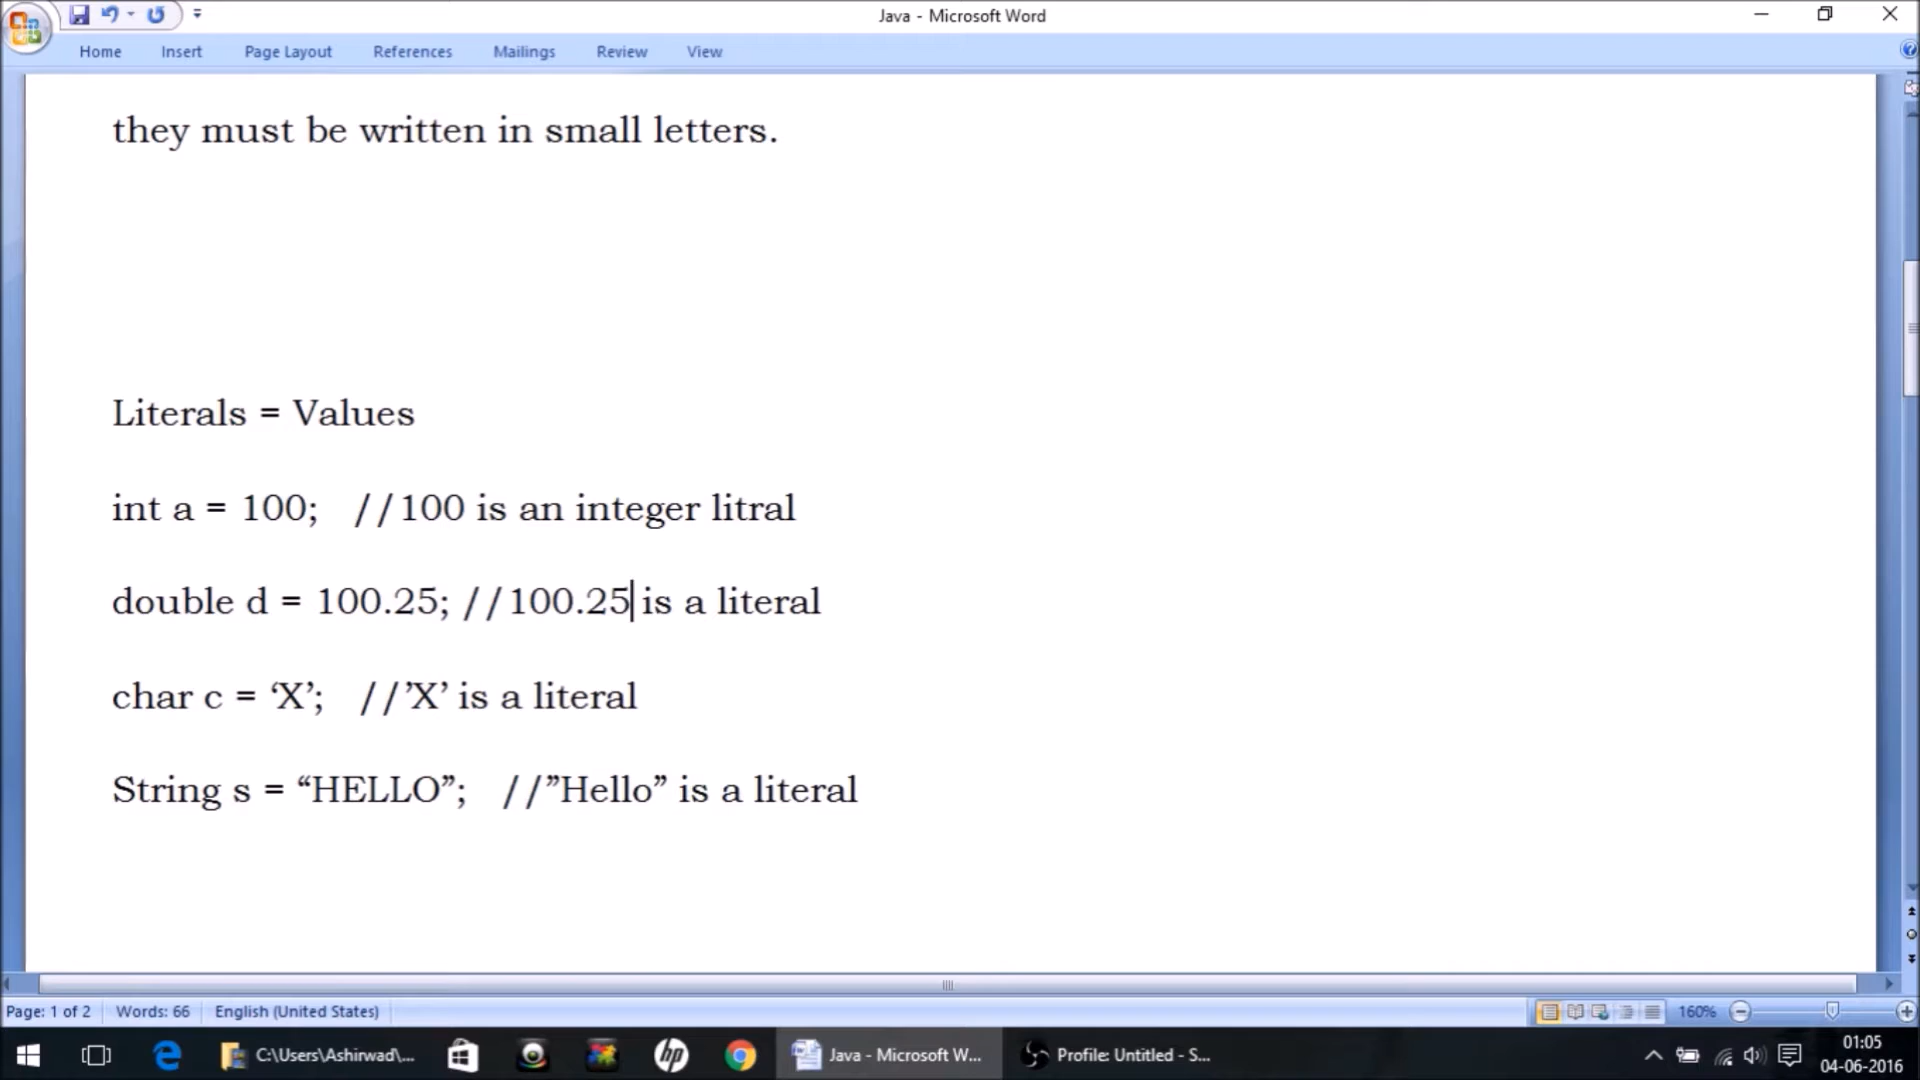 Java - Microsoft Word
Home Insert Page Layout References Mailings Review View
they must be written in small letters.
Literals = Values
int a = 100; //100 is an integer litral
double d = 100.25; //100.25 is a literal
char c = ‘X’; //’X’ is a literal
String s = “HELLO”; //”Hello” is a literal
Page: 1 of 2 Words: 66 English (United States) 160%
C:\Users\Ashirwad\... Java - Microsoft W... Profile: Untitled - S... 01:05
04-06-2016